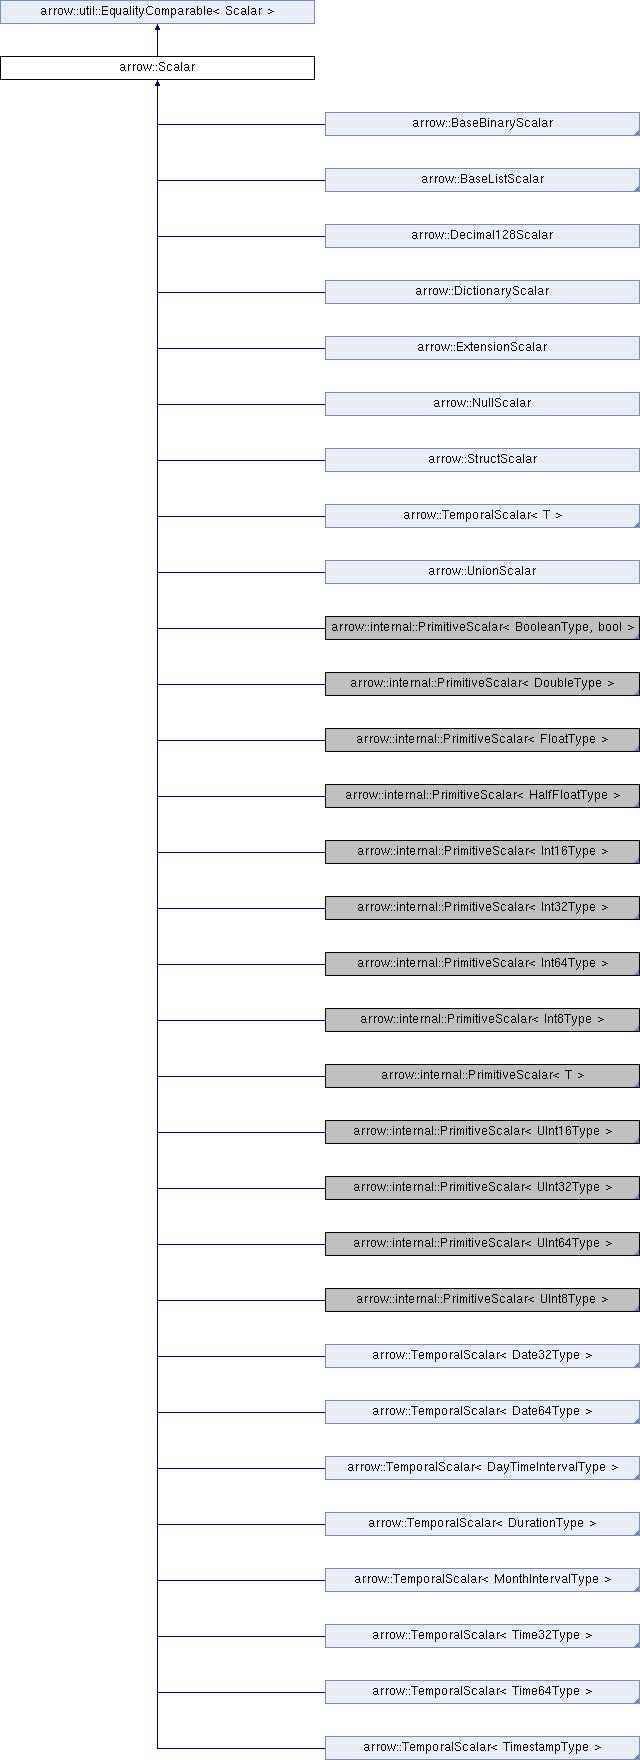 arrow::util::EqualityComparable< Scalar >
arrow::Scalar
arrow::BaseBinaryScalar
arrow::BaseListScalar
arrow::Decimal128Scalar
arrow::DictionaryScalar
arrow::ExtensionScalar
arrow::NullScalar
arrow::StructScalar
arrow::TemporalScalar< T >
arrow::UnionScalar
arrow::internal::PrimitiveScalar< BooleanType, bool >
arrow::internal::PrimitiveScalar< DoubleType >
arrow::internal::PrimitiveScalar< FloatType >
arrow::internal::PrimitiveScalar< HalfFloatType >
arrow::internal::PrimitiveScalar< Int16Type >
arrow::internal::PrimitiveScalar< Int32Type >
arrow::internal::PrimitiveScalar< Int64Type >
arrow::internal::PrimitiveScalar< Int8Type >
arrow::internal::PrimitiveScalar< T >
arrow::internal::PrimitiveScalar< UInt16Type >
arrow::internal::PrimitiveScalar< UInt32Type >
arrow::internal::PrimitiveScalar< UInt64Type >
arrow::internal::PrimitiveScalar< UInt8Type >
arrow::TemporalScalar< Date32Type >
arrow::TemporalScalar< Date64Type >
arrow::TemporalScalar< DayTimeIntervalType >
arrow::TemporalScalar< DurationType >
arrow::TemporalScalar< MonthIntervalType >
arrow::TemporalScalar< Time32Type >
arrow::TemporalScalar< Time64Type >
arrow::TemporalScalar< TimestampType >